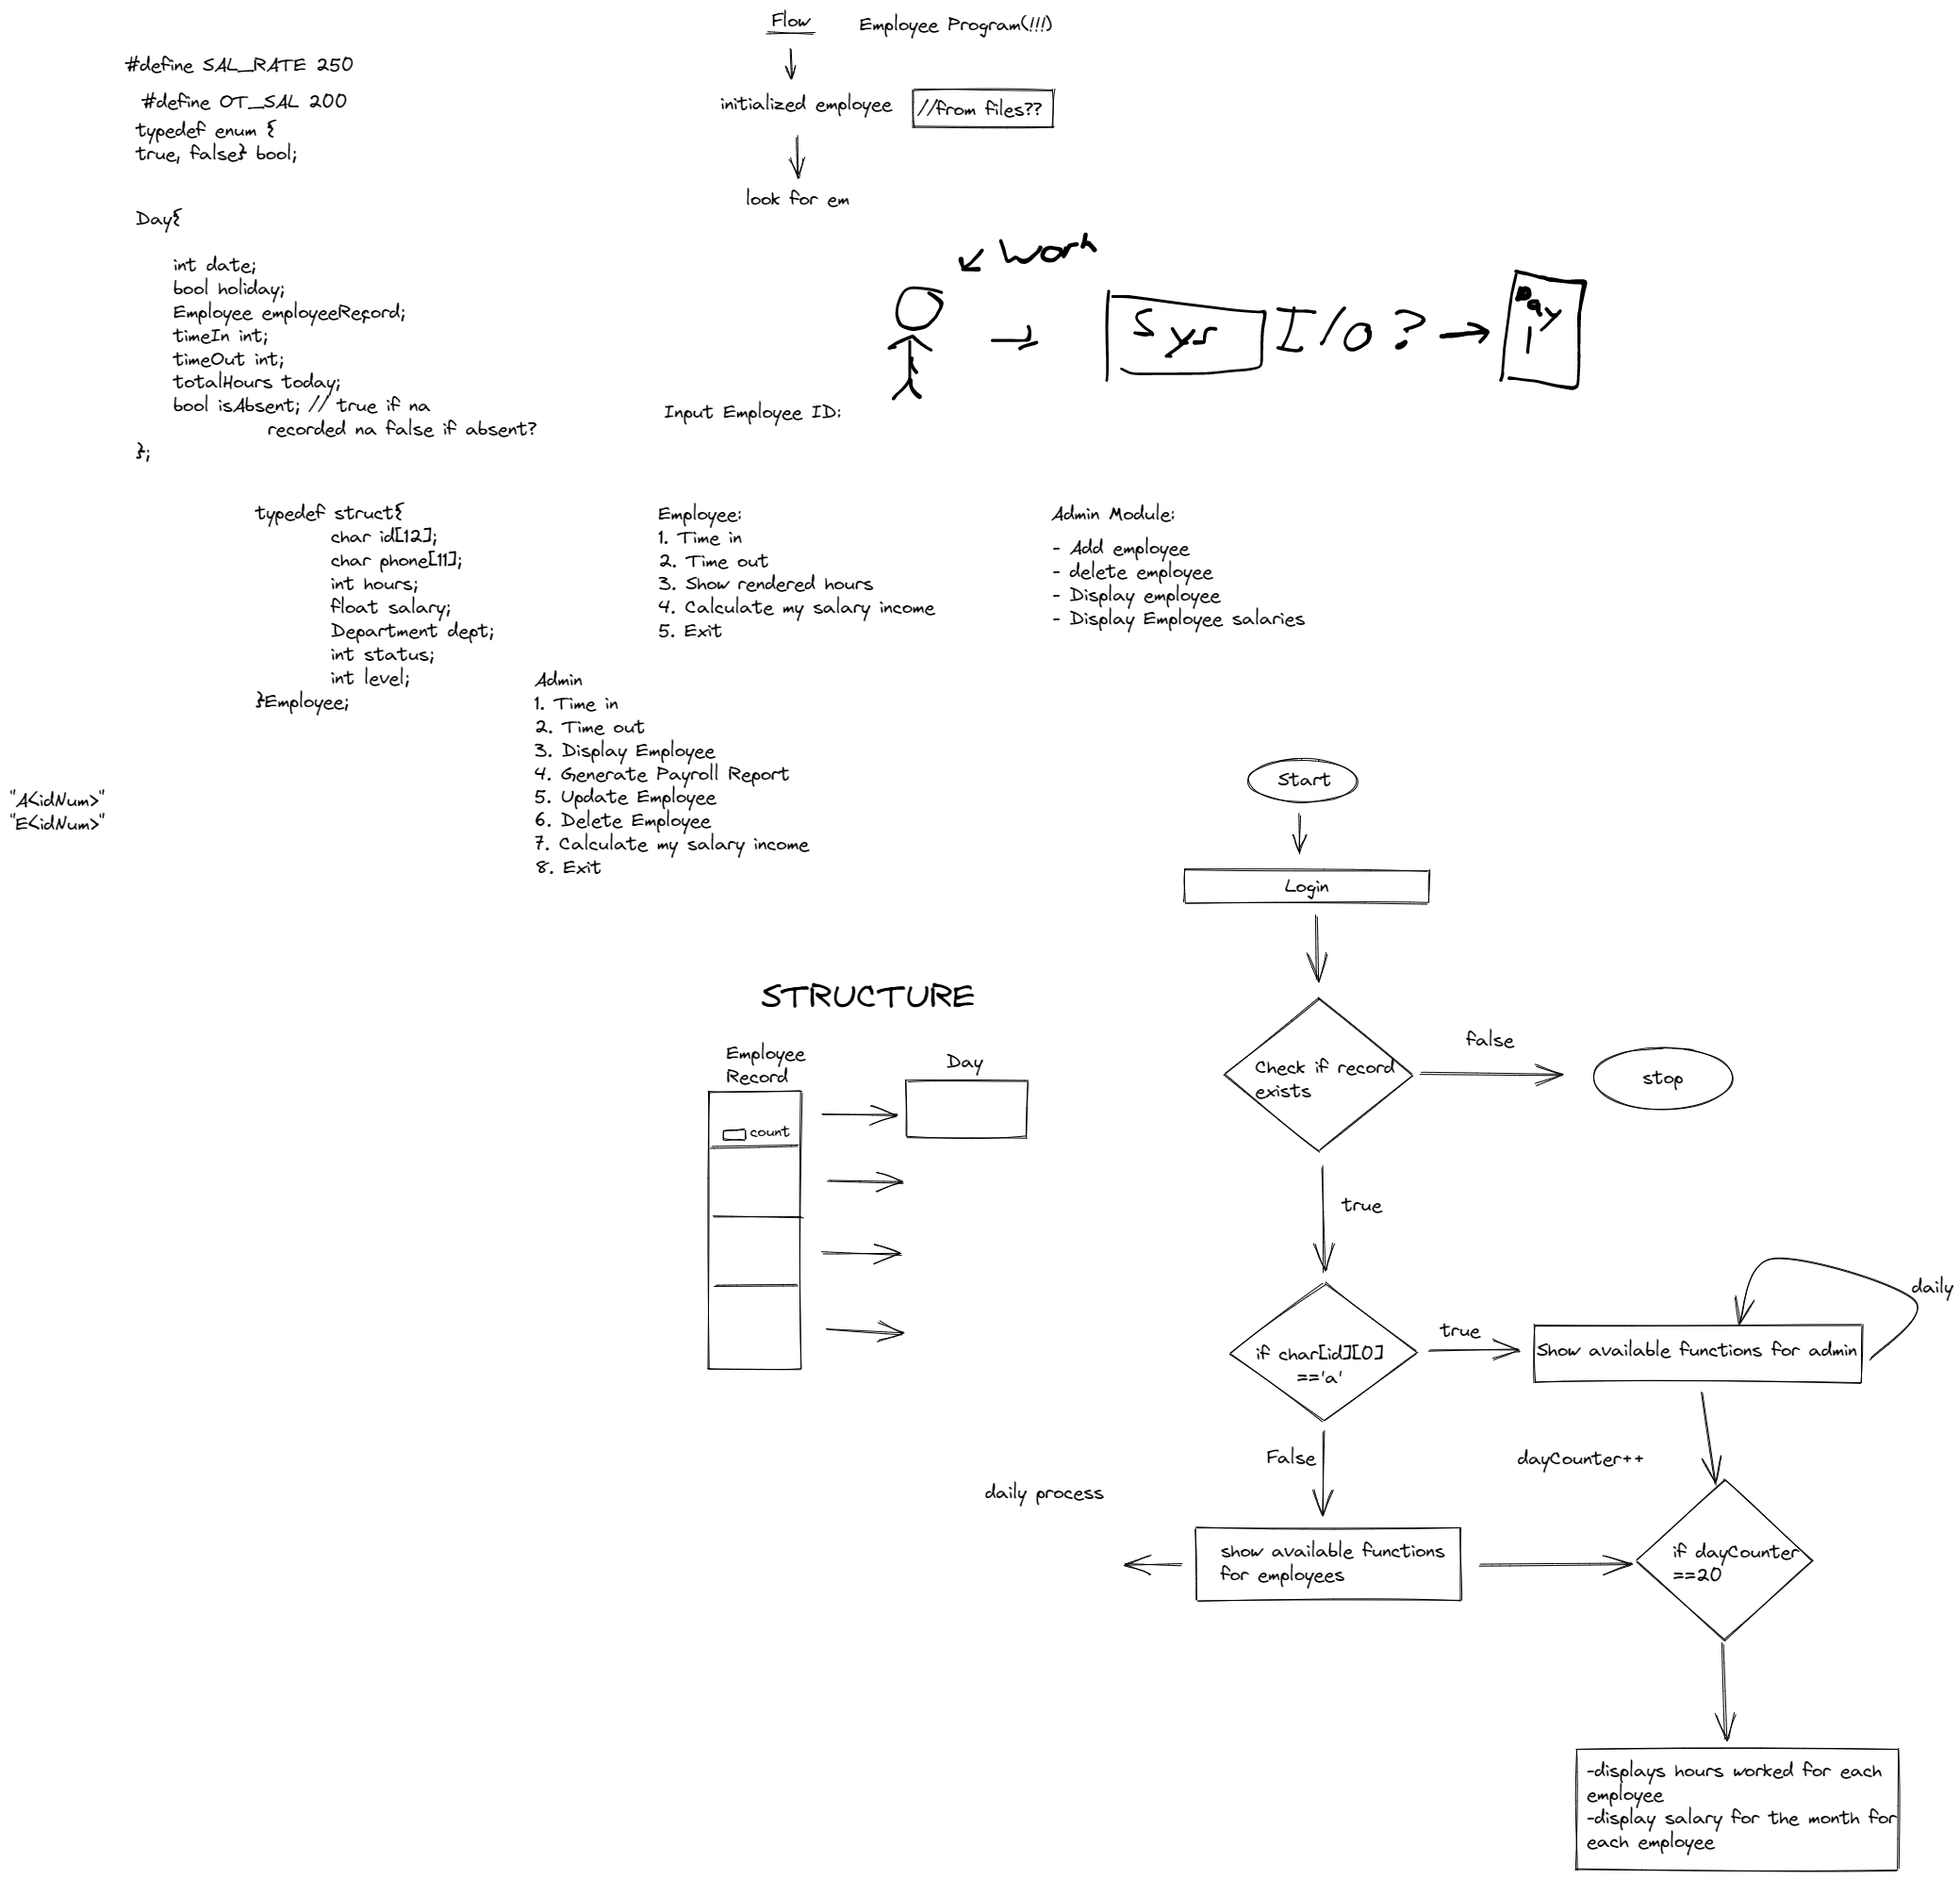 Flow
Employee Program(!!!)
initialized employee
//from files??
look for em
#define SAL_RATE 250
#define OT_SAL 200
typedef enum {
true, false} bool;
Day{
int date;
bool holiday;
Employee employeeRecord;
timeIn int;
timeOut int;
totalHours today;
bool isAbsent; // true if na
recorded na false if absent?
};
Work
Sys
I/O ?
Day
1
Input Employee ID:
typedef struct{
char id[12];
char phone[11];
int hours;
float salary;
Department dept;
int status;
int level;
}Employee;
Employee:
1. Time in
2. Time out
3. Show rendered hours
4. Calculate my salary income
5. Exit
Admin Module:
- Add employee
- delete employee
- Display employee
- Display Employee salaries
Admin
1. Time in
2. Time out
3. Display Employee
4. Generate Payroll Report
5. Update Employee
6. Delete Employee
7. Calculate my salary income
8. Exit
"A<idNum>"
"E<idNum>"
STRUCTURE
Employee
Record
count
Day
Start
Login
Check if record
exists
false
stop
true
if char[id][0]
=='a'
true
Show available functions for admin
daily
False
dayCounter++
daily process
show available functions
for employees
if dayCounter
==20
-displays hours worked for each
employee
-display salary for the month for
each employee